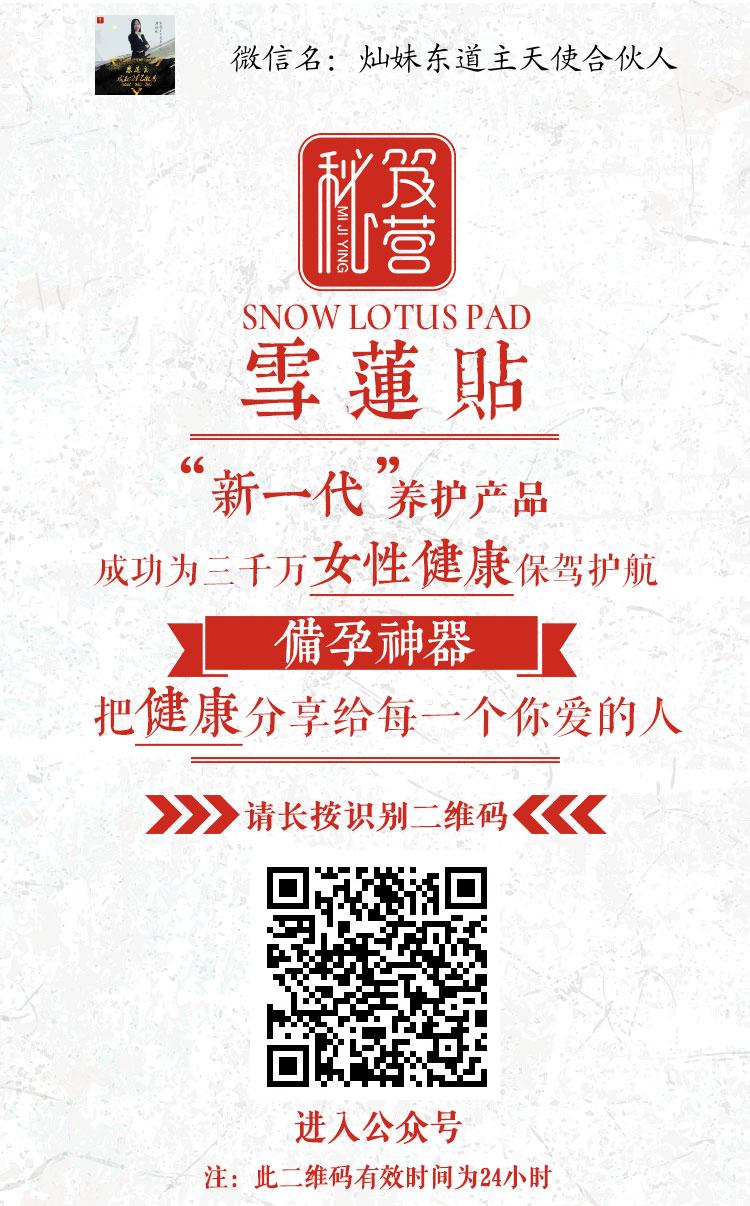 微信名：灿妹东道主天使合伙人
秘笈营
MI JI YING
SNOW LOTUS PAD
雪蓮貼
“新一代”养护产品
成功为三千万女性健康保驾护航
備孕神器
把健康分享给每一个你爱的人
请长按识别二维码
进入公众号
注：此二维码有效时间为24小时